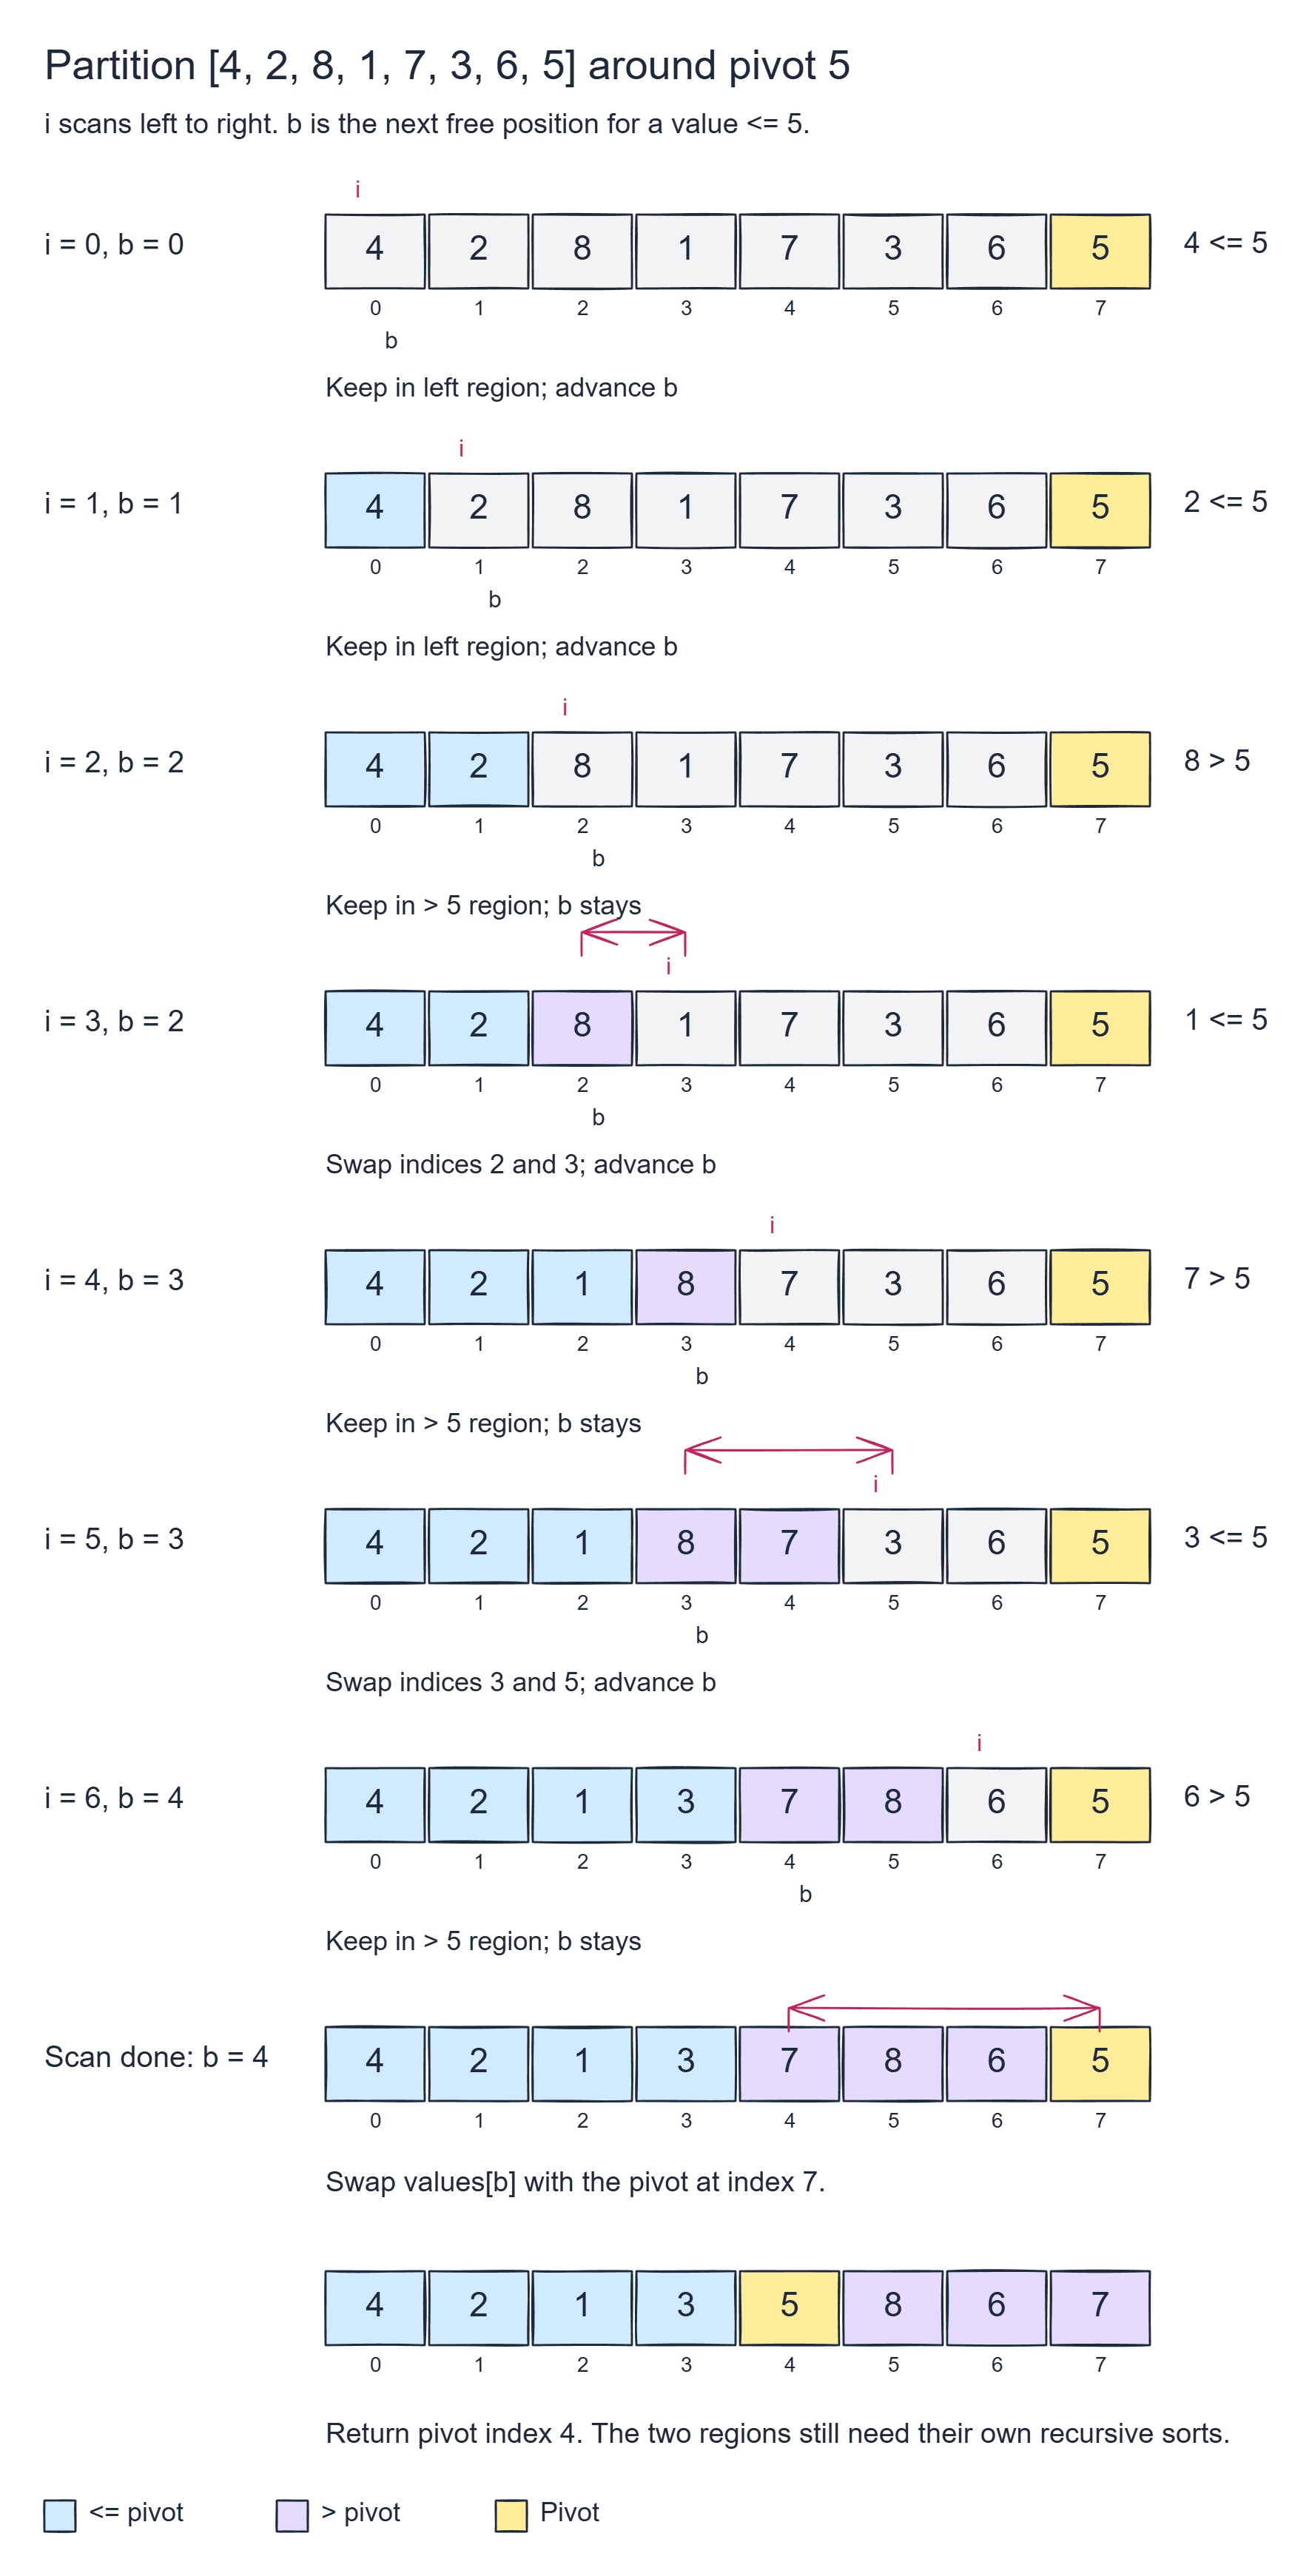 Partition [4, 2, 8, 1, 7, 3, 6, 5] around pivot 5
i scans left to right. b is the next free position for a value <= 5.
i
i = 0, b = 0 4 2 8 1 7 3 6 5 4 <= 5
0 1 2 3 4 5 6 7
b
Keep in left region; advance b
i
i = 1, b = 1 4 2 8 1 7 3 6 5 2 <= 5
0 1 2 3 4 5 6 7
b
Keep in left region; advance b
i
i = 2, b = 2 4 2 8 1 7 3 6 5 8 > 5
0 1 2 3 4 5 6 7
b
Keep in > 5 region; b stays
i
i = 3, b = 2 4 2 8 1 7 3 6 5 1 <= 5
0 1 2 3 4 5 6 7
b
Swap indices 2 and 3; advance b
i
i = 4, b = 3 4 2 1 8 7 3 6 5 7 > 5
0 1 2 3 4 5 6 7
b
Keep in > 5 region; b stays
i
i = 5, b = 3 4 2 1 8 7 3 6 5 3 <= 5
0 1 2 3 4 5 6 7
b
Swap indices 3 and 5; advance b
i
i = 6, b = 4 4 2 1 3 7 8 6 5 6 > 5
0 1 2 3 4 5 6 7
b
Keep in > 5 region; b stays
Scan done: b = 4 4 2 1 3 7 8 6 5
0 1 2 3 4 5 6 7
Swap values[b] with the pivot at index 7.
4 2 1 3 5 8 6 7
0 1 2 3 4 5 6 7
Return pivot index 4. The two regions still need their own recursive sorts.
<= pivot > pivot Pivot